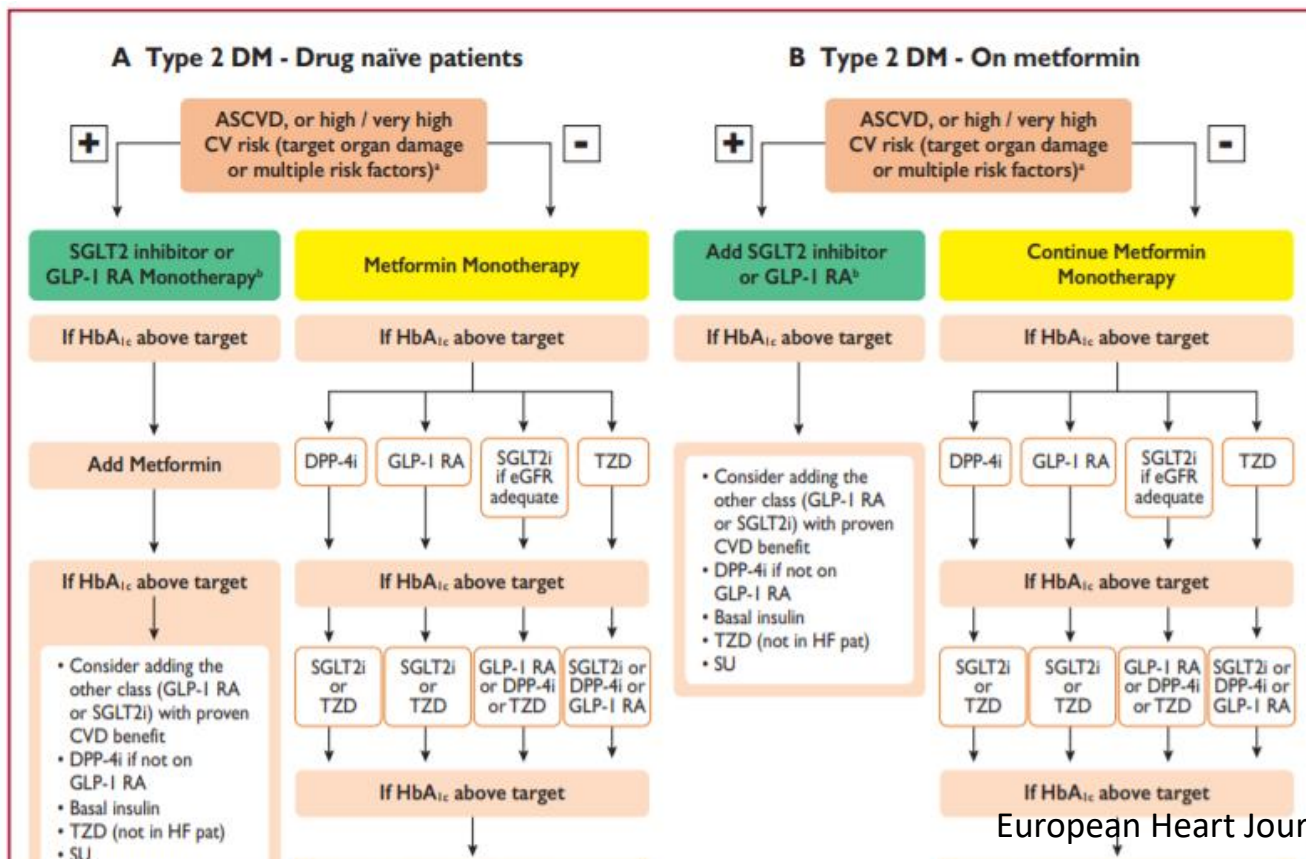 A Type 2 DM - Drug naïve patients
+
ASCVD, or high / very high
CV risk (target organ damage
or multiple risk factors)ᵃ
-
SGLT2 inhibitor or
GLP-1 RA Monotherapyᵇ
Metformin Monotherapy
If HbA₁c above target
If HbA₁c above target
Add Metformin
DPP-4i
GLP-1 RA
SGLT2i
if eGFR
adequate
TZD
If HbA₁c above target
If HbA₁c above target
• Consider adding the
other class (GLP-1 RA
or SGLT2i) with proven
CVD benefit
• DPP-4i if not on
GLP-1 RA
• Basal insulin
• TZD (not in HF pat)
• SU
SGLT2i
or
TZD
SGLT2i
or
TZD
GLP-1 RA
or DPP-4i
or TZD
SGLT2i or
DPP-4i or
GLP-1 RA
If HbA₁c above target
B Type 2 DM - On metformin
+
ASCVD, or high / very high
CV risk (target organ damage
or multiple risk factors)ᵃ
-
Add SGLT2 inhibitor
or GLP-1 RAᵇ
Continue Metformin
Monotherapy
If HbA₁c above target
If HbA₁c above target
• Consider adding the
other class (GLP-1 RA
or SGLT2i) with proven
CVD benefit
• DPP-4i if not on
GLP-1 RA
• Basal insulin
• TZD (not in HF pat)
• SU
DPP-4i
GLP-1 RA
SGLT2i
if eGFR
adequate
TZD
If HbA₁c above target
SGLT2i
or
TZD
SGLT2i
or
TZD
GLP-1 RA
or DPP-4i
or TZD
SGLT2i or
DPP-4i or
GLP-1 RA
If HbA₁c above target
European Heart Jour